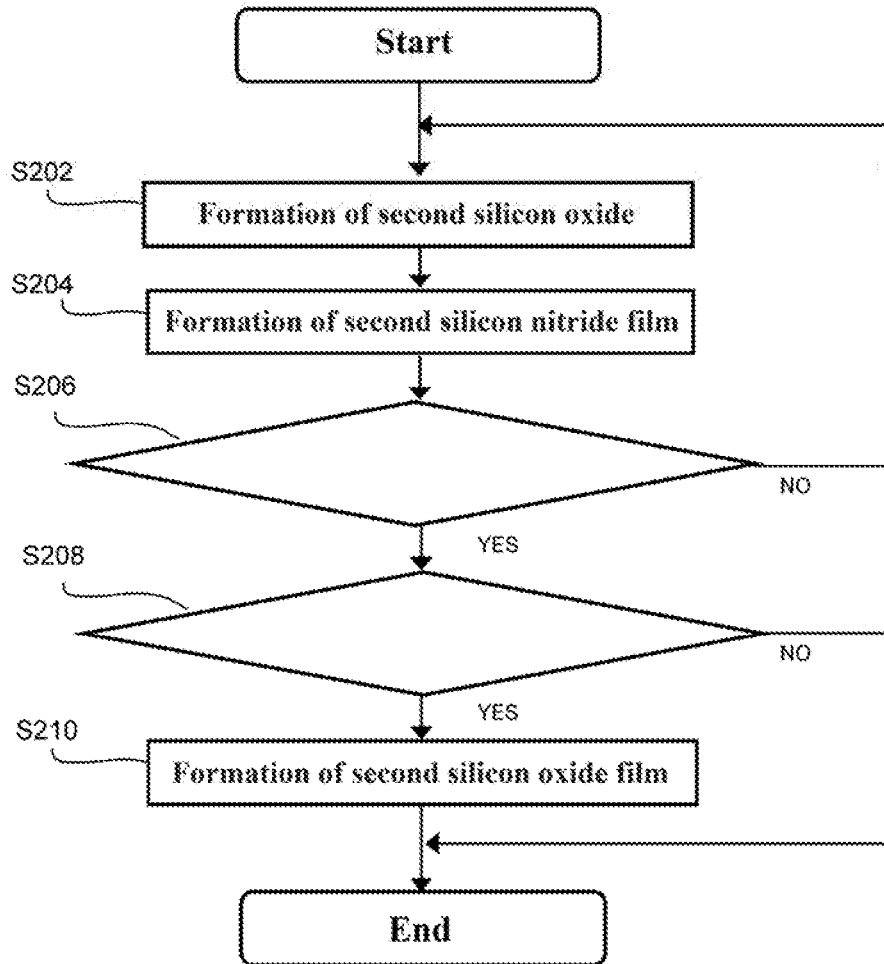 Start
S202
Formation of second silicon oxide
S204
Formation of second silicon nitride film
S206
NO
YES
S208
NO
YES
S210
Formation of second silicon oxide film
End